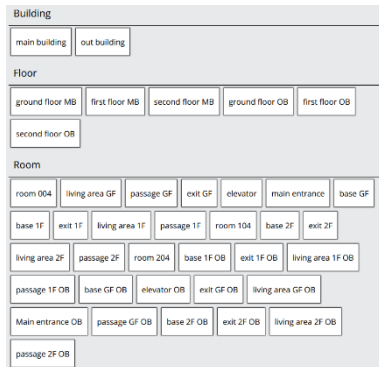 Building
main building out building
Floor
ground floor MB first floor MB second floor MB ground floor OB first floor OB
second floor OB
Room
room 004 living area GF passage GF exit GF elevator main entrance base GF
base 1F exit 1F living area 1F passage 1F room 104 base 2F exit 2F
living area 2F passage 2F room 204 base 1F OB exit 1F OB living area 1F OB
passage 1F OB base GF OB elevator OB exit GF OB living area GF OB
Main entrance OB passage GF OB base 2F OB exit 2F OB living area 2F OB
passage 2F OB